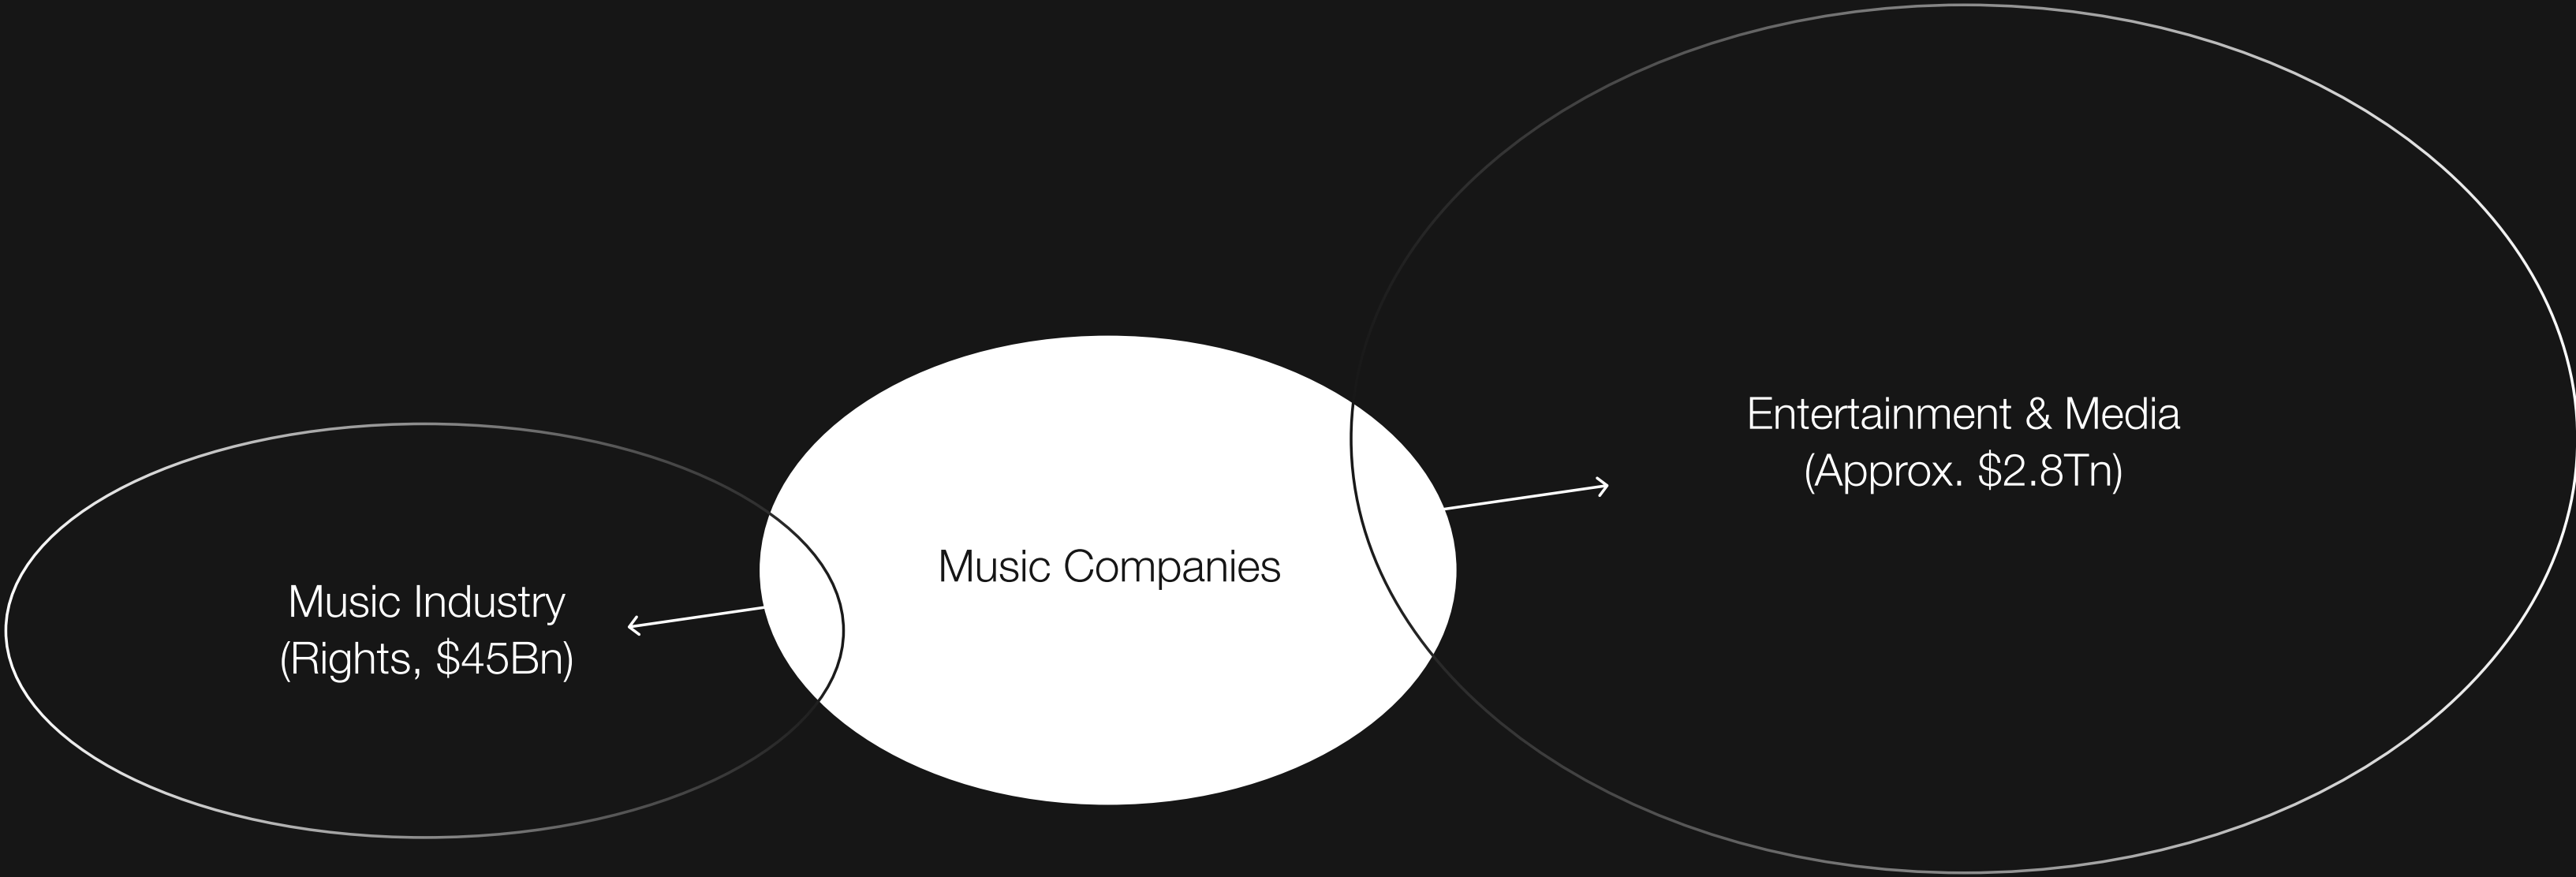 Music Industry
(Rights, $45Bn)
Music Companies
Entertainment & Media
(Approx. $2.8Tn)